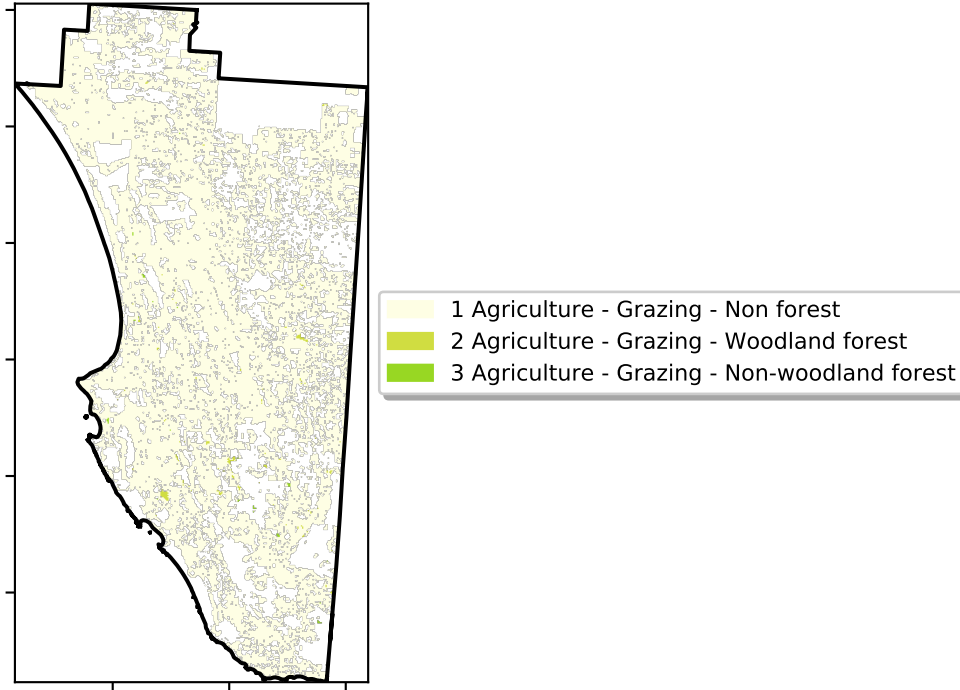 1 Agriculture - Grazing - Non forest
2 Agriculture - Grazing - Woodland forest
3 Agriculture - Grazing - Non-woodland forest